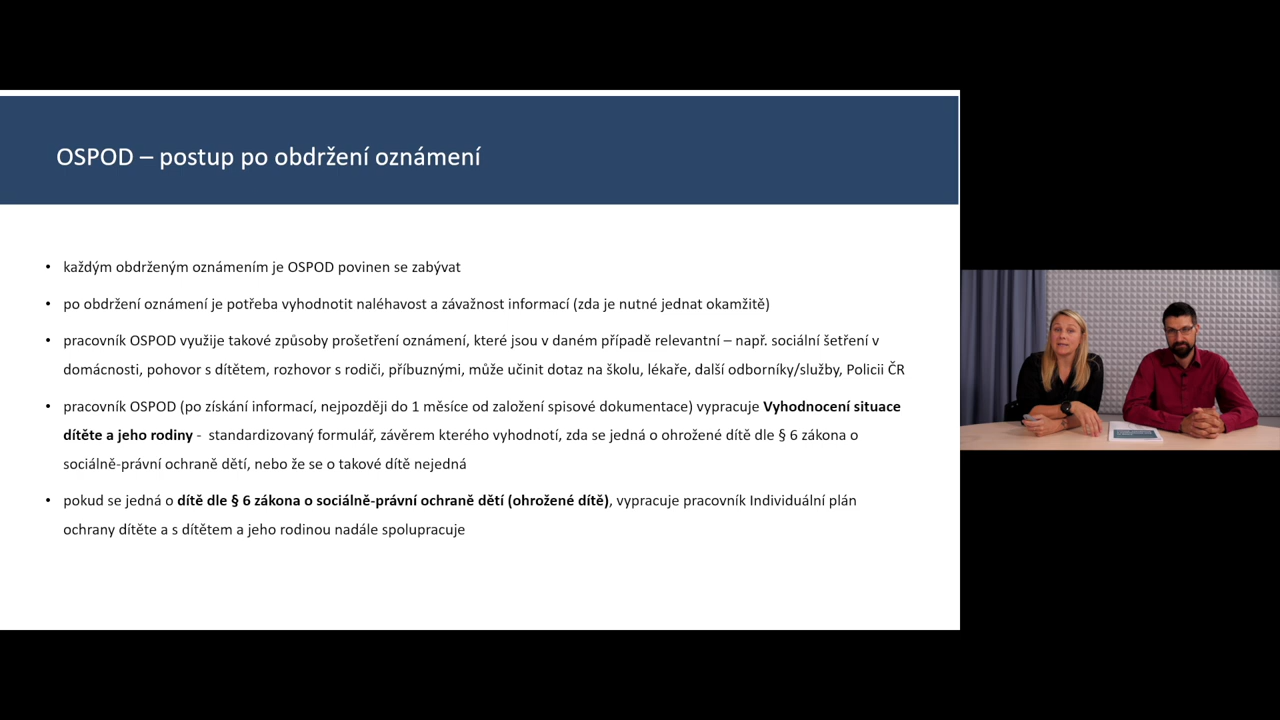 OSPOD – postup po obdržení oznámení
• každým obdrženým oznámením je OSPOD povinen se zabývat
• po obdržení oznámení je potřeba vyhodnotit naléhavost a závažnost informací (zda je nutné jednat okamžitě)
• pracovník OSPOD využije takové způsoby prošetření oznámení, které jsou v daném případě relevantní – např. sociální šetření v
domácnosti, pohovor s dítětem, rozhovor s rodiči, příbuznými, může učinit dotaz na školu, lékaře, další odborníky/služby, Policii ČR
• pracovník OSPOD (po získání informací, nejpozději do 1 měsíce od založení spisové dokumentace) vypracuje Vyhodnocení situace
dítěte a jeho rodiny - standardizovaný formulář, závěrem kterého vyhodnotí, zda se jedná o ohrožené dítě dle § 6 zákona o
sociálně-právní ochraně dětí, nebo že se o takové dítě nejedná
• pokud se jedná o dítě dle § 6 zákona o sociálně-právní ochraně dětí (ohrožené dítě), vypracuje pracovník Individuální plán
ochrany dítěte a s dítětem a jeho rodinou nadále spolupracuje